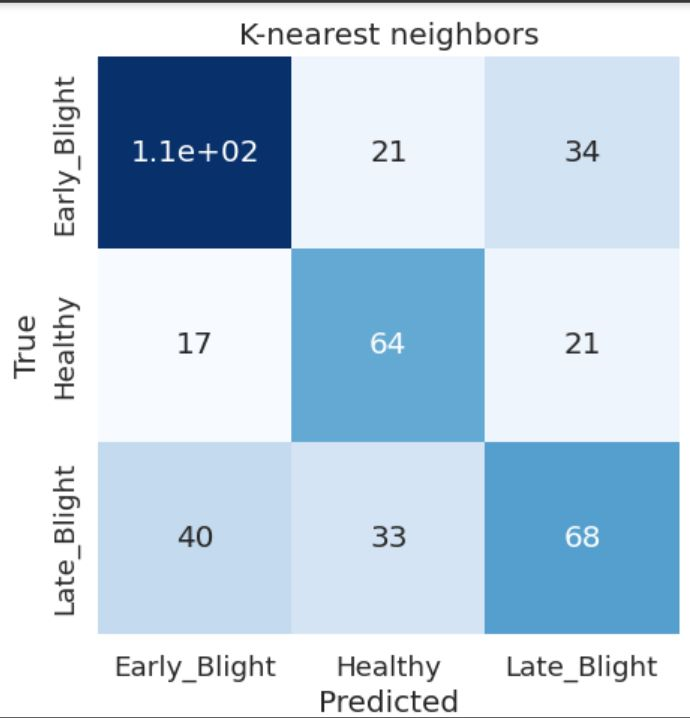 K-nearest neighbors
Early_Blight
1.1e+02 21 34
True
Healthy
17 64 21
Late_Blight
40 33 68
Early_Blight Healthy Late_Blight
Predicted